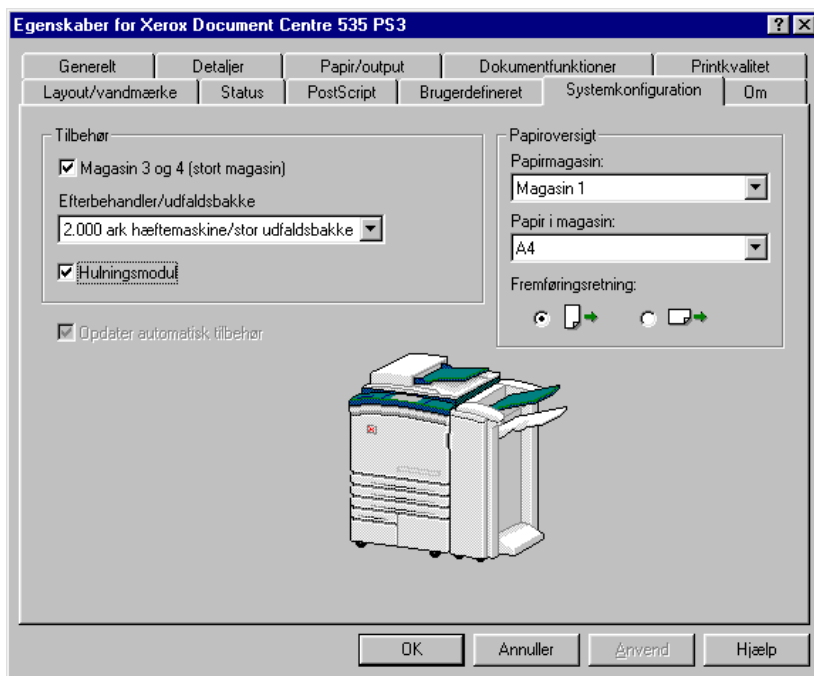 Egenskaber for Xerox Document Centre 535 PS3
Generelt
Detaljer
Papir/output
Dokumentfunktioner
Printkvalitet
Layout/vandmærke
Status
PostScript
Brugerdefineret
Systemkonfiguration
Om
Tilbehør
Magasin 3 og 4 (stort magasin)
Efterbehandler/udfaldsbakke
2.000 ark hæftemaskine/stor udfaldsbakke
Hulningsmodul
Opdater automatisk tilbehør
Papiroversigt
Papirmagasin:
Magasin 1
Papir i magasin:
A4
Fremføringsretning:
OK
Annuller
Anvend
Hjælp